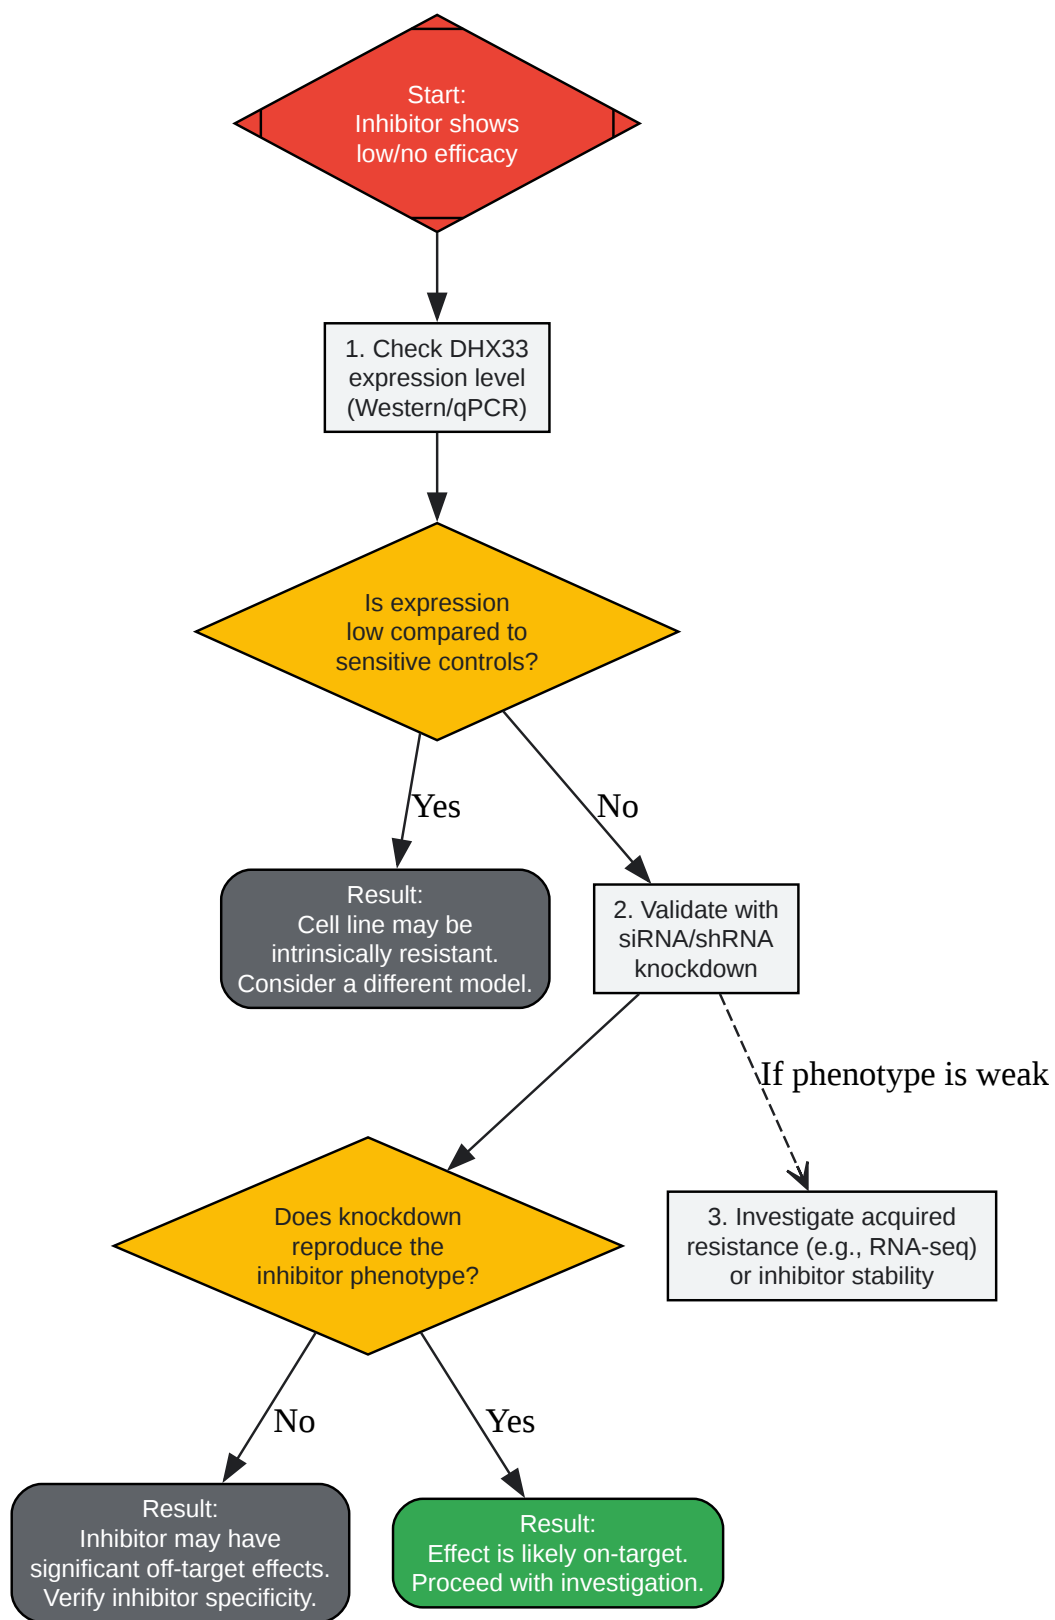 Start:
Inhibitor shows
low/no efficacy
1. Check DHX33
expression level
(Western/qPCR)
Is expression
low compared to
sensitive controls?
Yes
No
Result:
Cell line may be
intrinsically resistant.
Consider a different model.
2. Validate with
siRNA/shRNA
knockdown
If phenotype is weak
Does knockdown
reproduce the
inhibitor phenotype?
3. Investigate acquired
resistance (e.g., RNA-seq)
or inhibitor stability
No
Yes
Result:
Inhibitor may have
significant off-target effects.
Verify inhibitor specificity.
Result:
Effect is likely on-target.
Proceed with investigation.